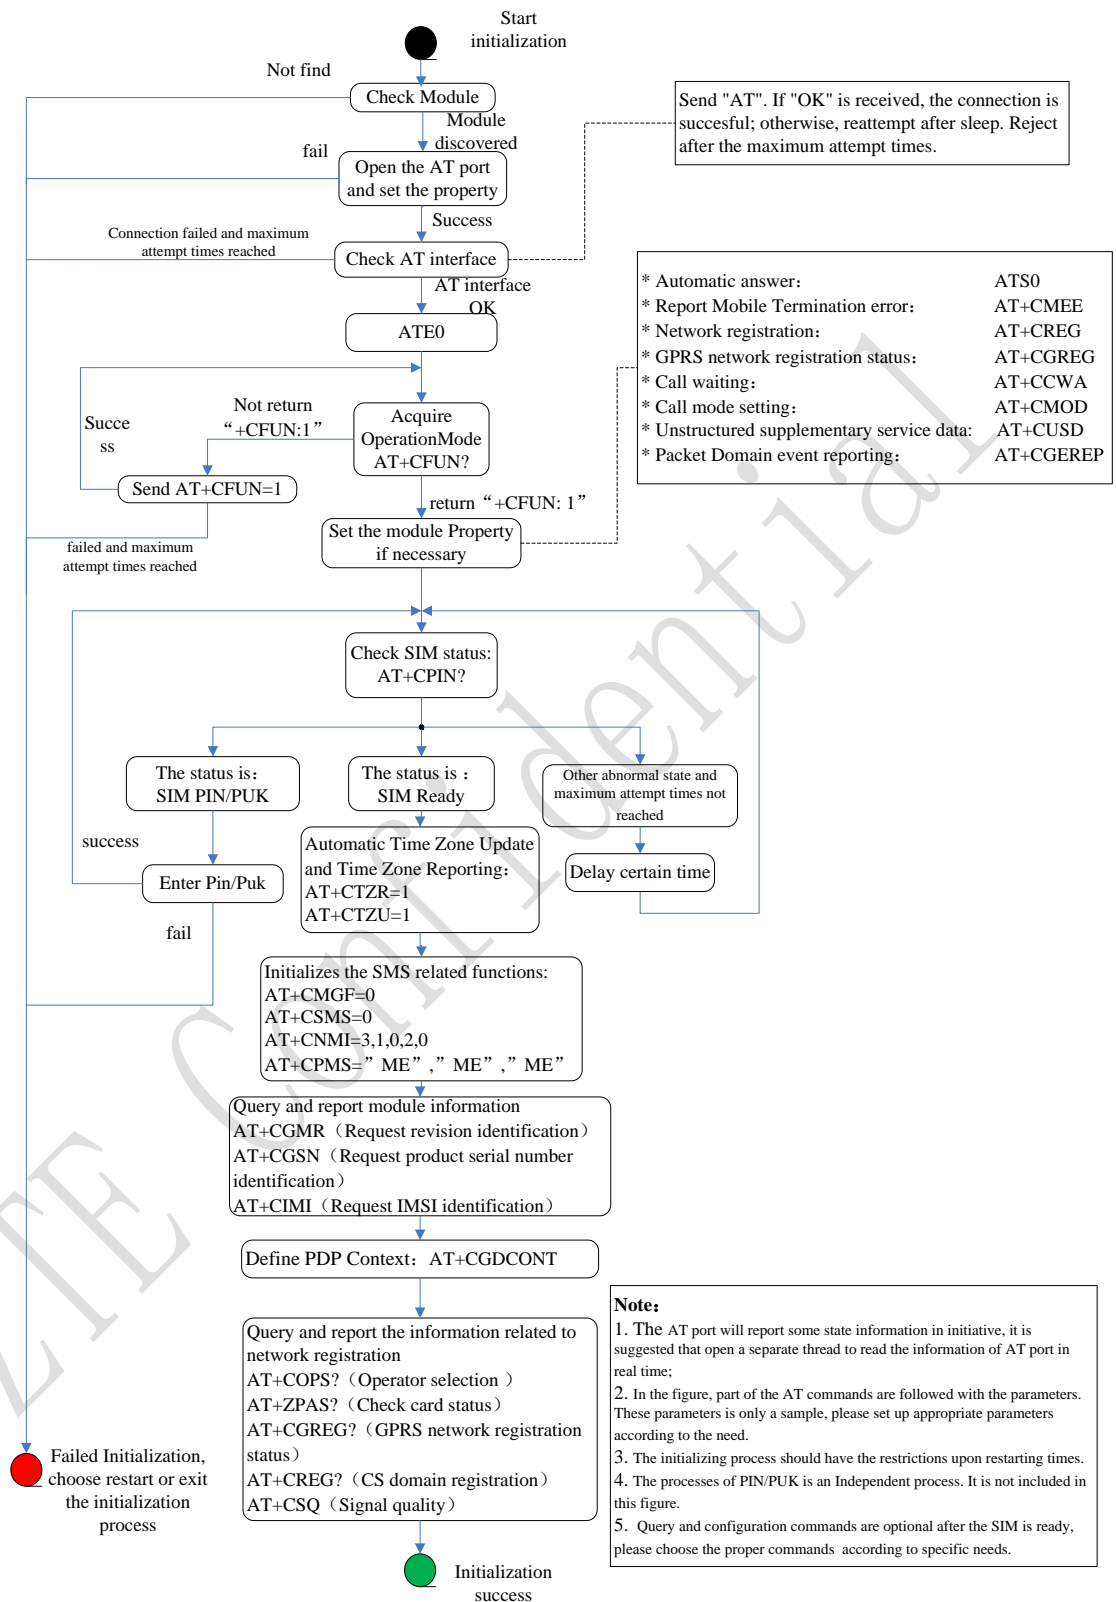 Start
initialization
Not find
Check Module
Send "AT". If "OK" is received, the connection is
succesful; otherwise, reattempt after sleep. Reject
after the maximum attempt times.
Module
discovered
fail
Open the AT port
and set the property
Success
Connection failed and maximum
attempt times reached
Check AT interface
AT interface
OK
ATE0
* Automatic answer: ATS0
* Report Mobile Termination error: AT+CMEE
* Network registration: AT+CREG
* GPRS network registration status: AT+CGREG
* Call waiting: AT+CCWA
* Call mode setting: AT+CMOD
* Unstructured supplementary service data: AT+CUSD
* Packet Domain event reporting: AT+CGEREP
Not return
“+CFUN:1”
Succe
ss
Acquire
OperationMode
AT+CFUN?
Send AT+CFUN=1
return “+CFUN: 1”
failed and maximum
attempt times reached
Set the module Property
if necessary
Check SIM status:
AT+CPIN?
The status is:
SIM PIN/PUK
The status is :
SIM Ready
Other abnormal state and
maximum attempt times not
reached
success
Enter Pin/Puk
Automatic Time Zone Update
and Time Zone Reporting:
AT+CTZR=1
AT+CTZU=1
Delay certain time
fail
Initializes the SMS related functions:
AT+CMGF=0
AT+CSMS=0
AT+CNMI=3,1,0,2,0
AT+CPMS=”ME”,”ME”,”ME”
Query and report module information
AT+CGMR（Request revision identification）
AT+CGSN（Request product serial number
identification）
AT+CIMI（Request IMSI identification）
Define PDP Context: AT+CGDCONT
Query and report the information related to
network registration
AT+COPS?（Operator selection ）
AT+ZPAS?（Check card status）
AT+CGREG?（GPRS network registration
status）
AT+CREG?（CS domain registration）
AT+CSQ（Signal quality）
Note:
1. The AT port will report some state information in initiative, it is
suggested that open a separate thread to read the information of AT port in
real time;
2. In the figure, part of the AT commands are followed with the parameters.
These parameters is only a sample, please set up appropriate parameters
according to the need.
3. The initializing process should have the restrictions upon restarting times.
4. The processes of PIN/PUK is an Independent process. It is not included in
this figure.
5. Query and configuration commands are optional after the SIM is ready,
please choose the proper commands according to specific needs.
Failed Initialization,
choose restart or exit
the initialization
process
Initialization
success
ZTE Confidential